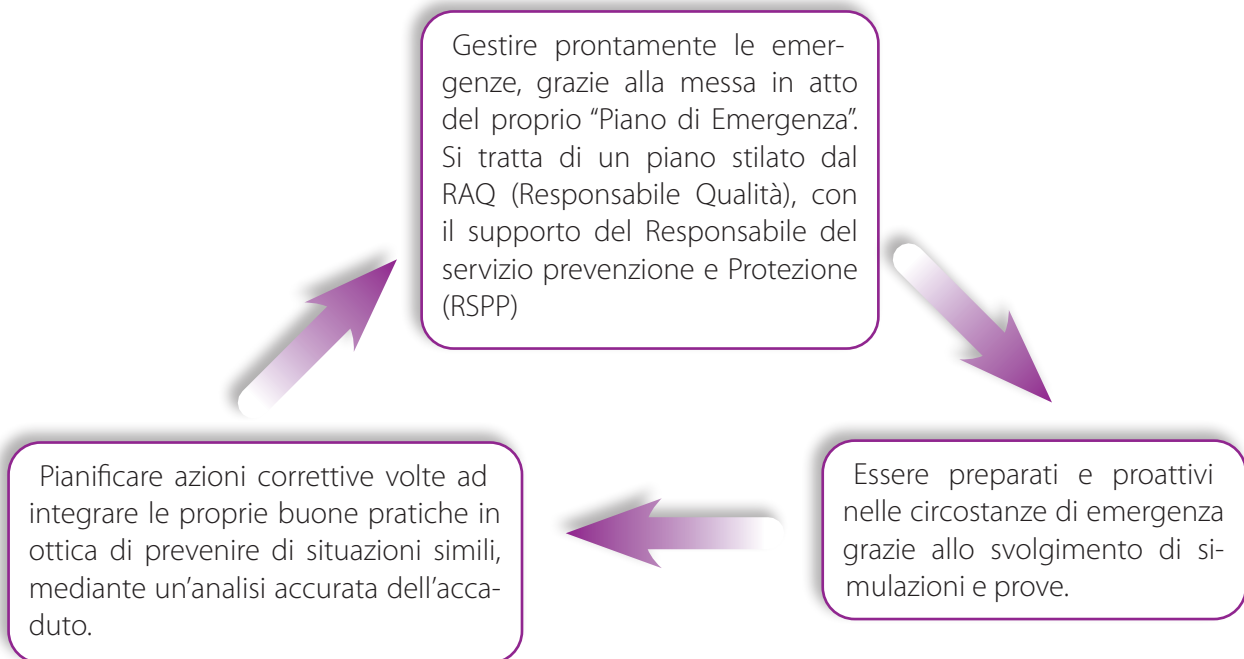 Gestire prontamente le emer-
genze, grazie alla messa in atto
del proprio “Piano di Emergenza”.
Si tratta di un piano stilato dal
RAQ (Responsabile Qualità), con
il supporto del Responsabile del
servizio prevenzione e Protezione
(RSPP)
Pianificare azioni correttive volte ad
integrare le proprie buone pratiche in
ottica di prevenire di situazioni simili,
mediante un’analisi accurata dell’acca-
duto.
Essere preparati e proattivi
nelle circostanze di emergenza
grazie allo svolgimento di si-
mulazioni e prove.